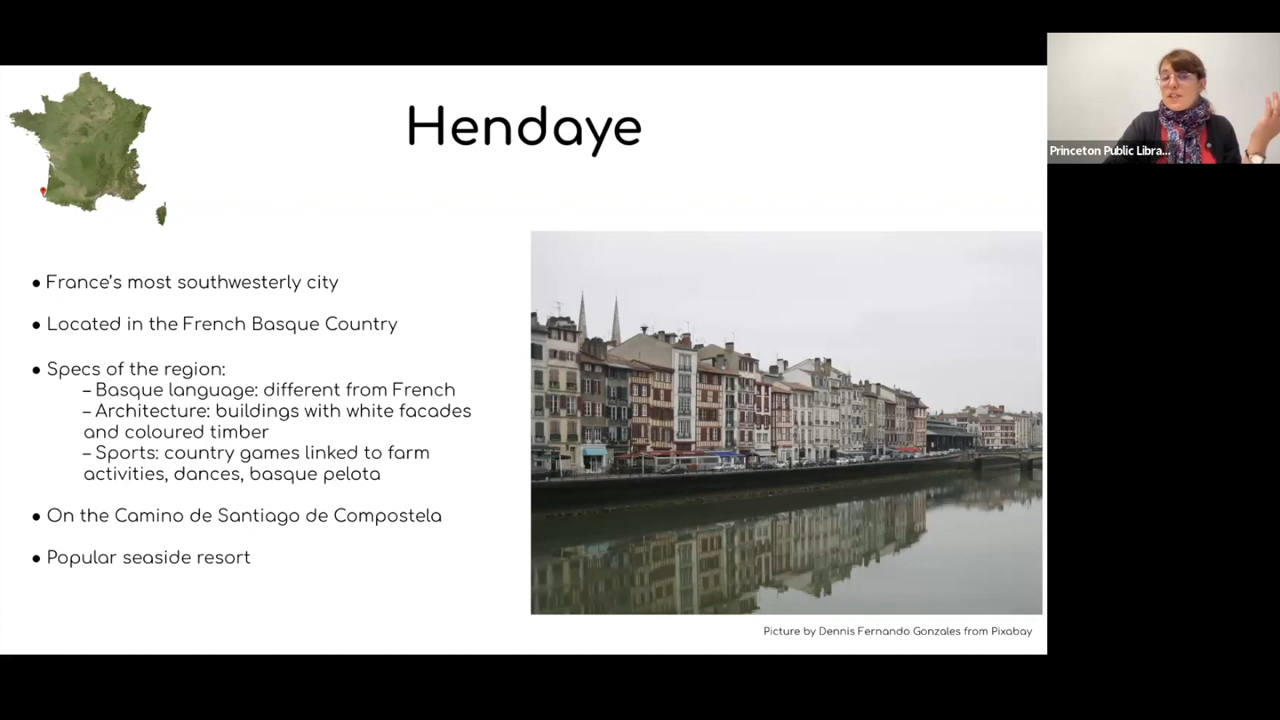 Hendaye
Princeton Public Libra...
● France's most southwesterly city
● Located in the French Basque Country
● Specs of the region:
– Basque language: different from French
– Architecture: buildings with white facades
and coloured timber
– Sports: country games linked to farm
activities, dances, basque pelota
● On the Camino de Santiago de Compostela
● Popular seaside resort
Picture by Dennis Fernando Gonzales from Pixabay